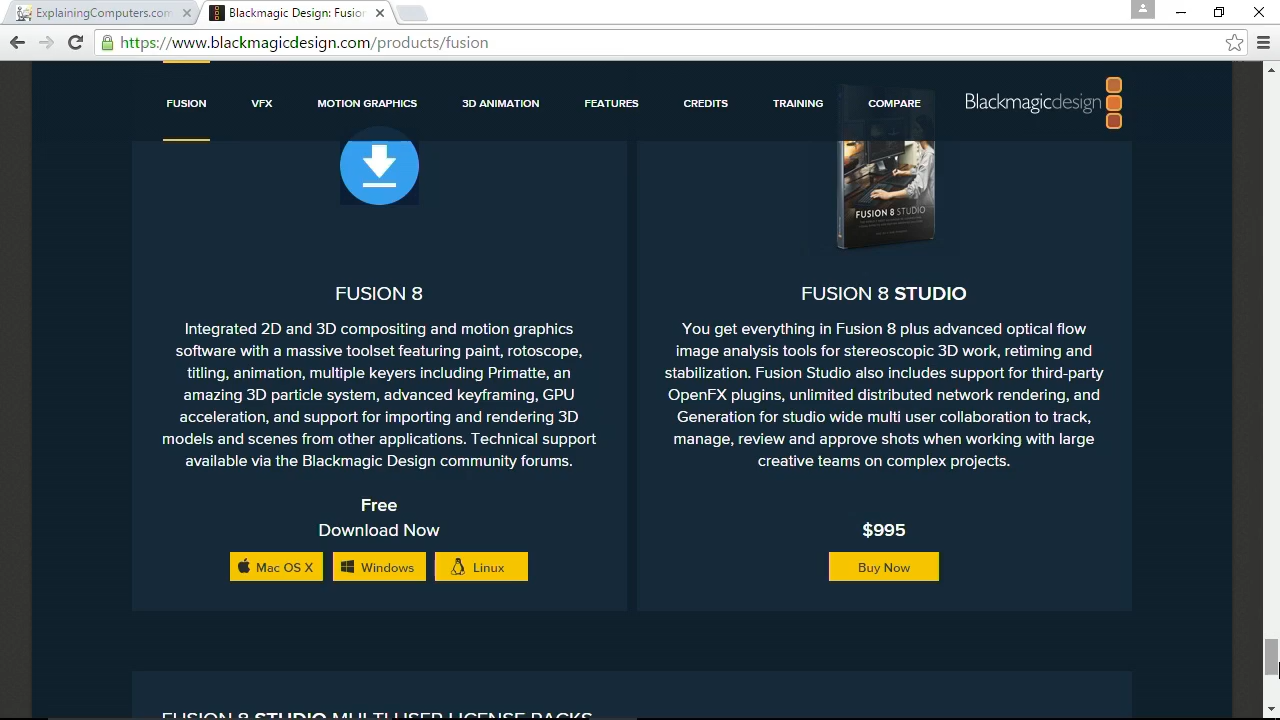 ExplainingComputers.com
Blackmagic Design: Fusio
https://www.blackmagicdesign.com/products/fusion
FUSION VFX MOTION GRAPHICS 3D ANIMATION FEATURES CREDITS TRAINING COMPARE Blackmagicdesign
FUSION 8 STUDIO
FUSION 8
Integrated 2D and 3D compositing and motion graphics
software with a massive toolset featuring paint, rotoscope,
titling, animation, multiple keyers including Primatte, an
amazing 3D particle system, advanced keyframing, GPU
acceleration, and support for importing and rendering 3D
models and scenes from other applications. Technical support
available via the Blackmagic Design community forums.
Free
Download Now
Mac OS X
Windows
Linux
FUSION 8 STUDIO
You get everything in Fusion 8 plus advanced optical flow
image analysis tools for stereoscopic 3D work, retiming and
stabilization. Fusion Studio also includes support for third-party
OpenFX plugins, unlimited distributed network rendering, and
Generation for studio wide multi user collaboration to track,
manage, review and approve shots when working with large
creative teams on complex projects.
$995
Buy Now
FUSION 8 STUDIO MULTI USER LICENSE PACKS